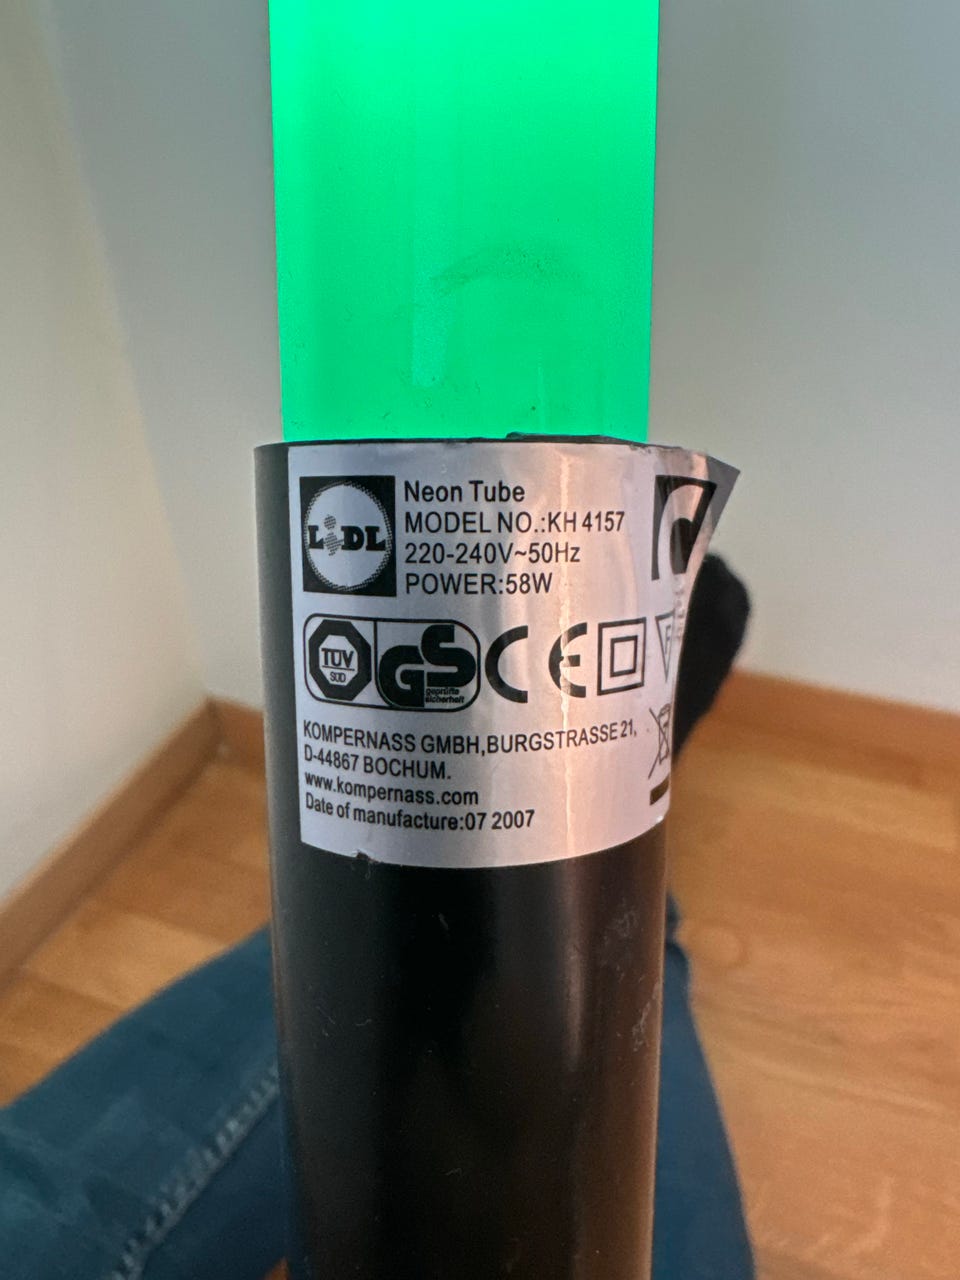 LIDL
Neon Tube
MODEL NO.:KH 4157
220-240V~50Hz
POWER:58W
TÜV
SÜD
GS
geprüfte
Sicherheit
CE
F
KOMPERNASS GMBH,BURGSTRASSE 21,
D-44867 BOCHUM.
www.kompernass.com
Date of manufacture:07 2007